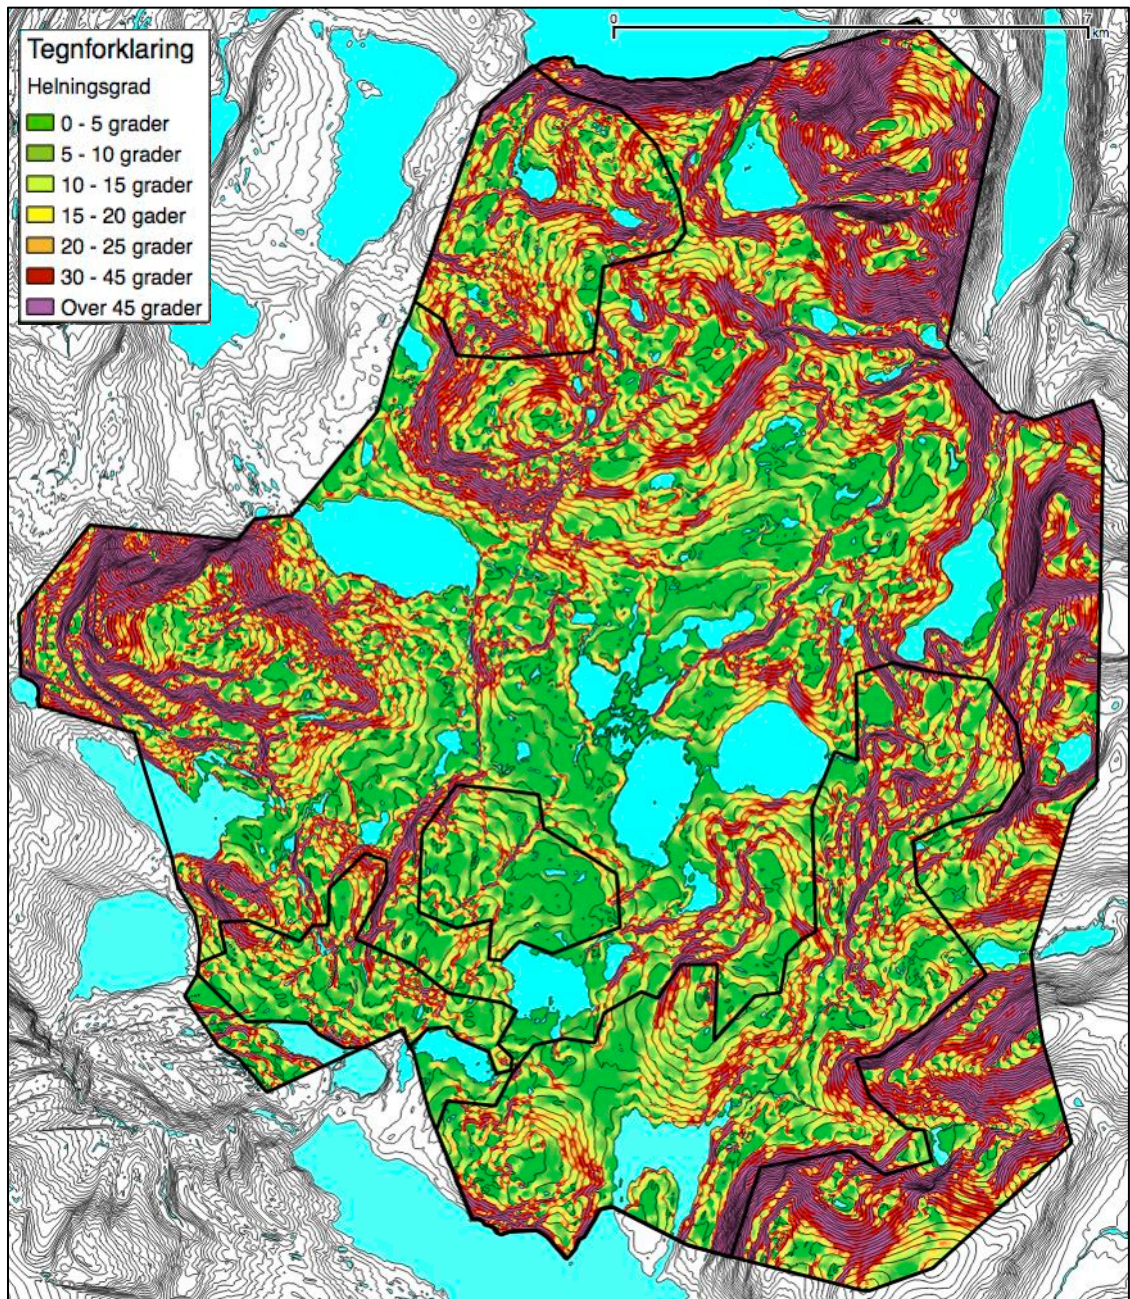 0
7
km
Tegnforklaring
Helningsgrad
0 - 5 grader
5 - 10 grader
10 - 15 grader
15 - 20 gader
20 - 25 grader
30 - 45 grader
Over 45 grader